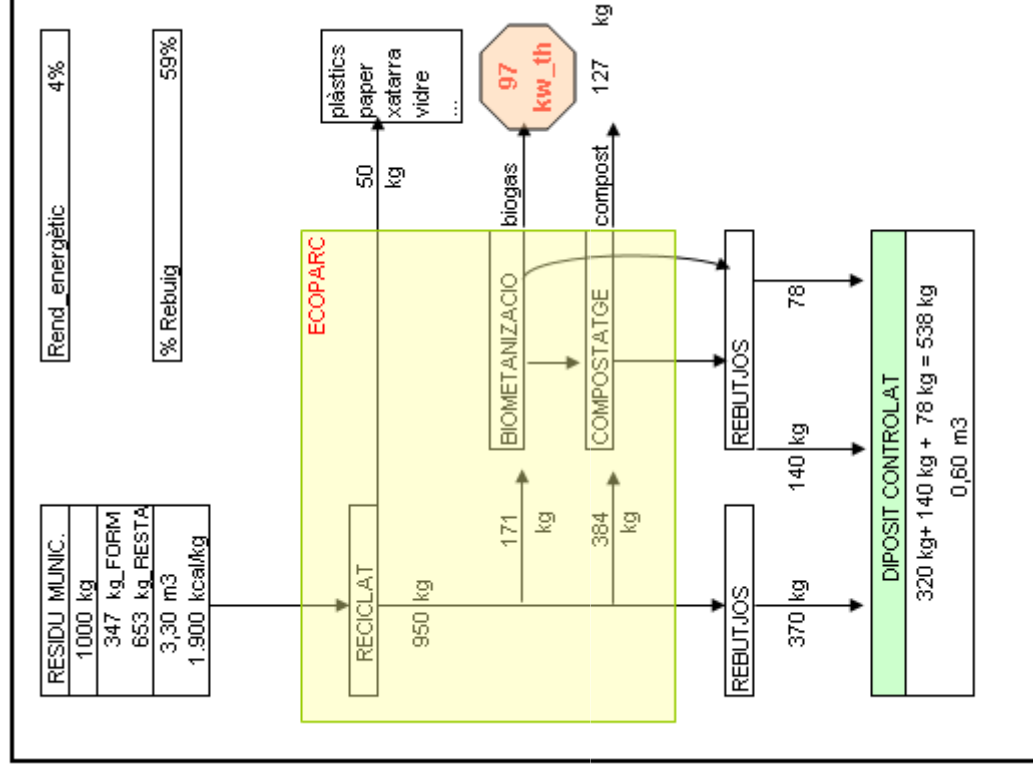 RESIDU MUNIC.
1000 kg
347 kg_FORM
653 kg_RESTA
3,30 m3
1.900 kcal/kg
Rend_energètic 4%
% Rebuig 59%
ECOPARC
RECICLAT
50
kg
plàstics
paper
xatarra
vidre
...
950 kg
171
kg
BIOMETANIZACIO
biogas
97
kw_th
384
kg
COMPOSTATGE
compost
127 kg
REBUTJOS
REBUTJOS
370 kg
140 kg
78
DIPOSIT CONTROLAT
320 kg+ 140 kg + 78 kg = 538 kg
0,60 m3